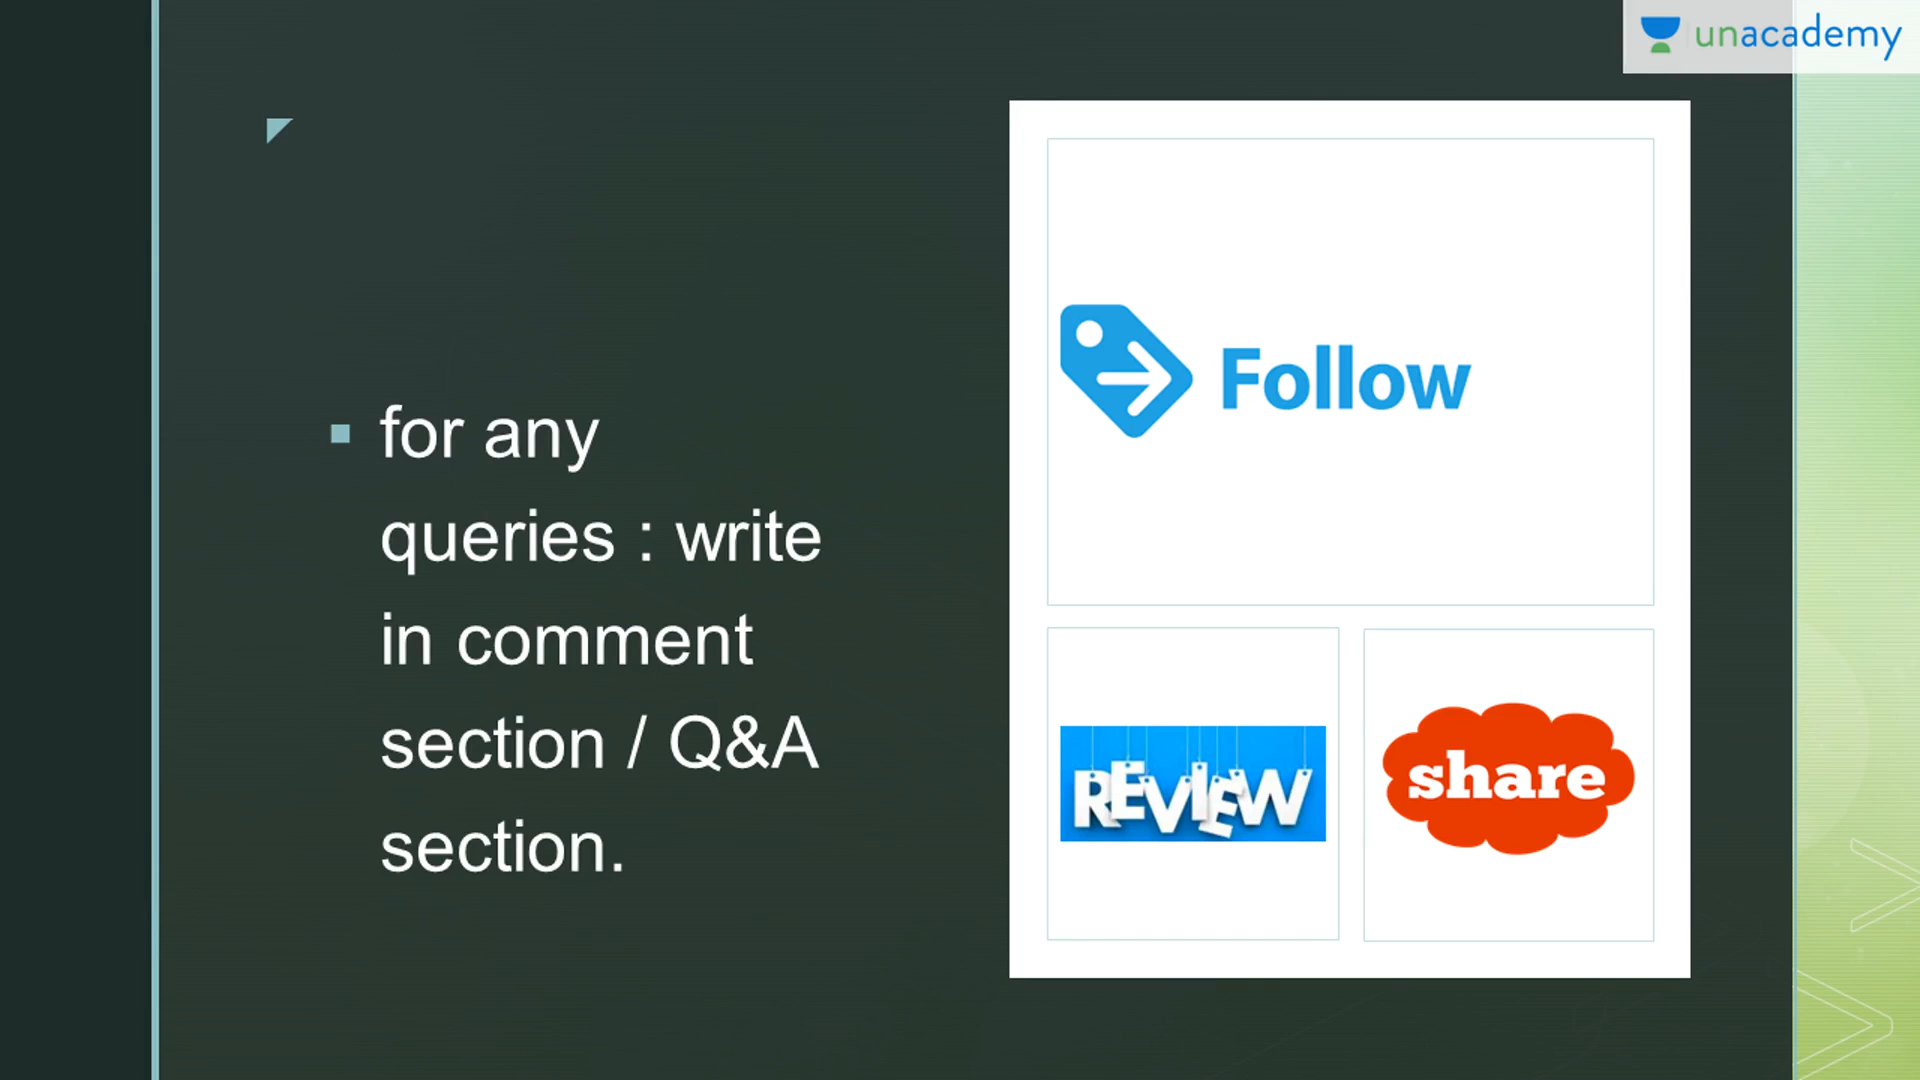 unacademy
for any
queries : write
in comment
section / Q&A
section.
Follow
REVIEW
share